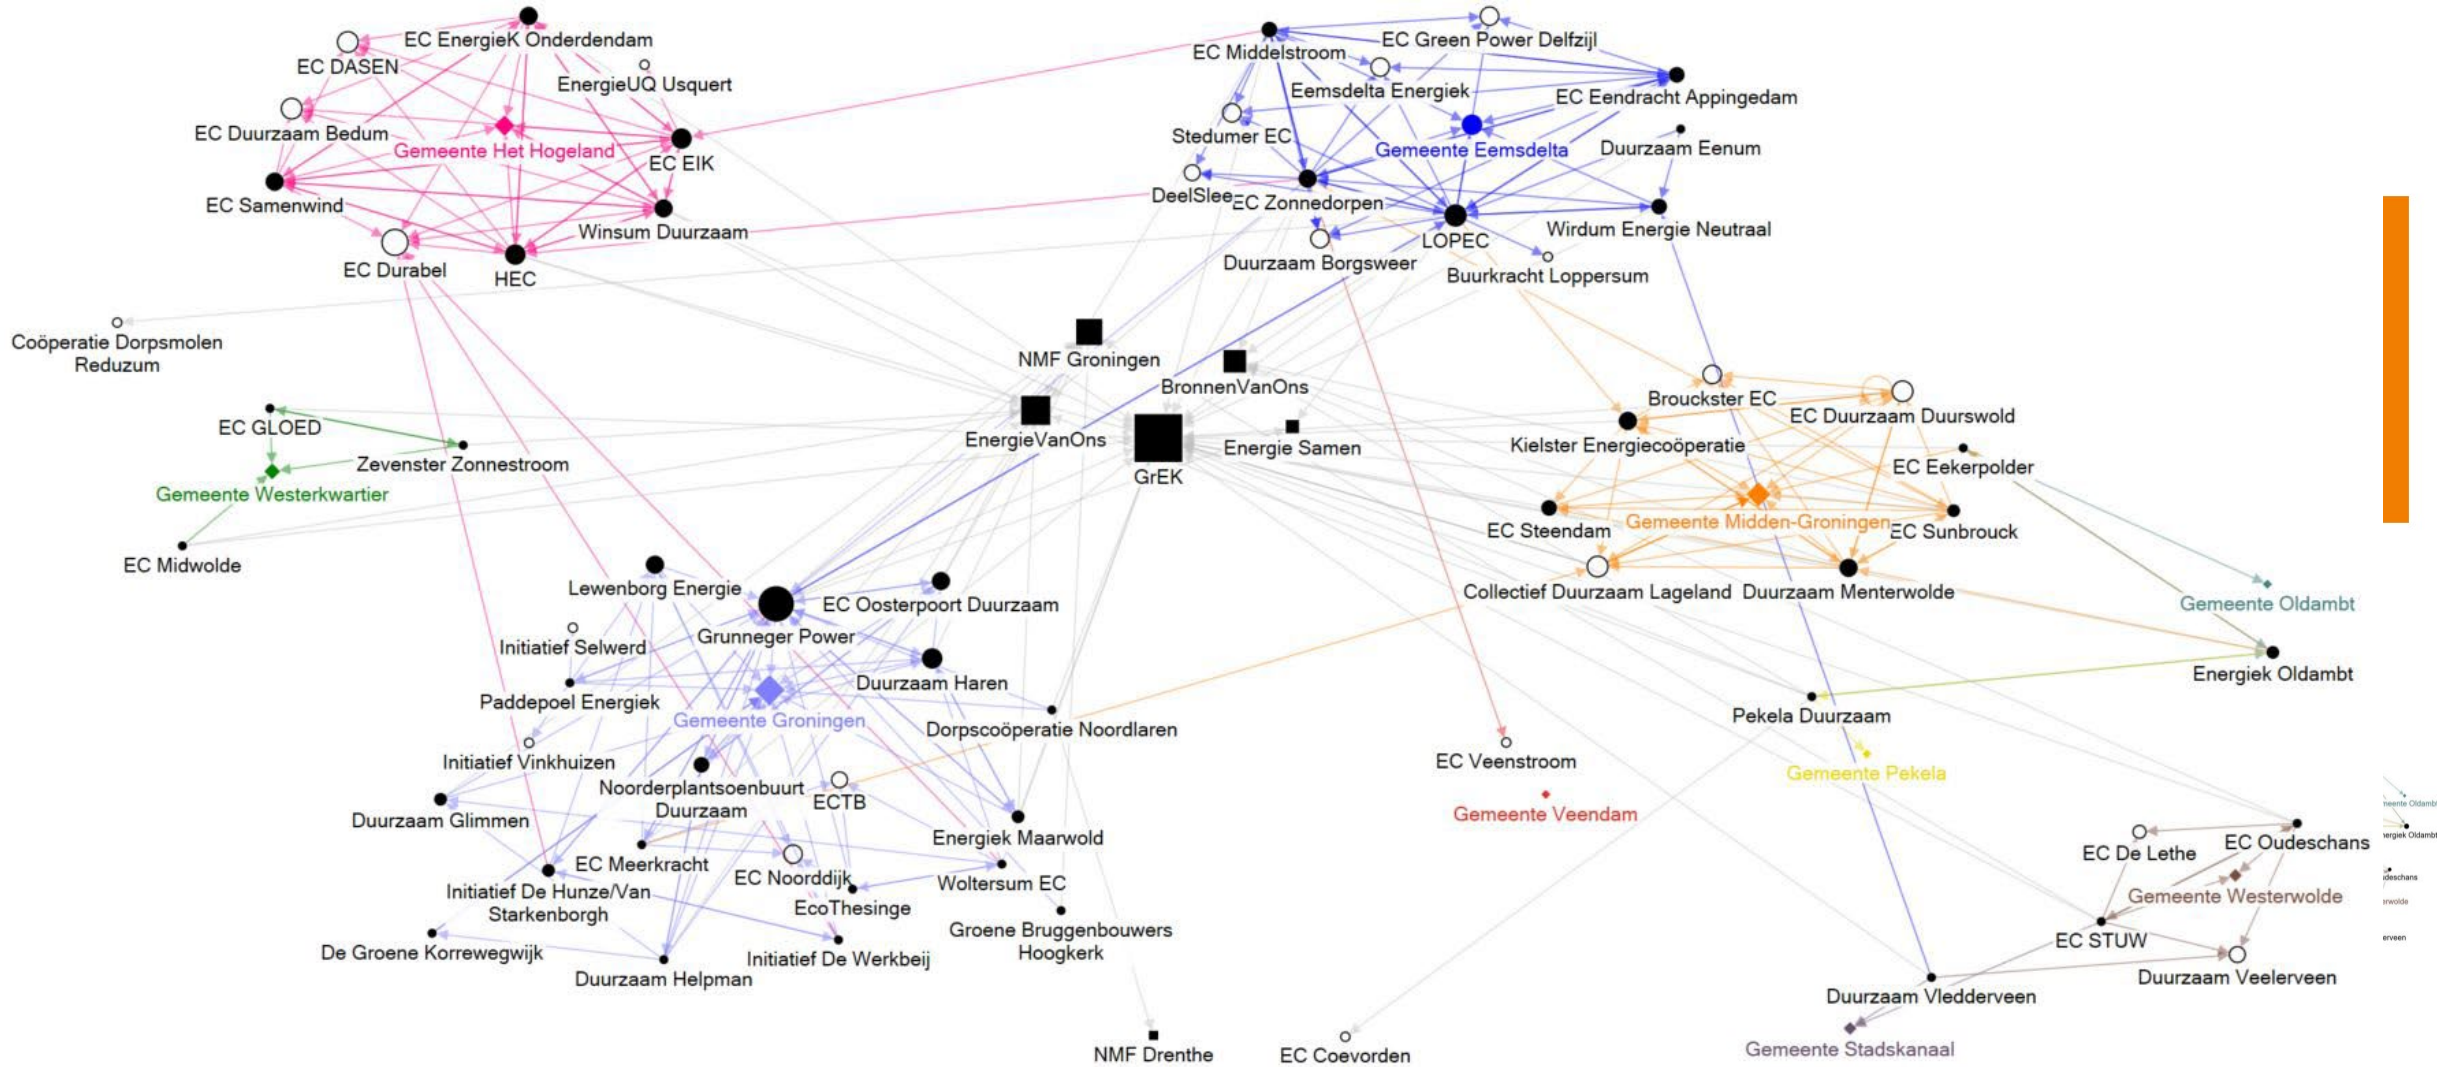 EC EnergieK Onderdendam
EC DASEN
EnergieUQ Usquert
EC Duurzaam Bedum
Gemeente Het Hogeland
EC EIK
EC Samenwind
Winsum Duurzaam
EC Durabel
HEC
EC Middelstroom
EC Green Power Delfzijl
Eemsdelta Energiek
EC Eendracht Appingedam
Stedumer EC
Gemeente Eemsdelta
Duurzaam Eenum
DeelSlee
EC Zonnedorpen
LOPEC
Wirdum Energie Neutraal
Duurzaam Borgsweer
Buurkracht Loppersum
Coöperatie Dorpsmolen
Reduzum
NMF Groningen
BronnenVanOns
EnergieVanOns
Energie Samen
GrEK
EC GLOED
Zevenster Zonnestroom
Gemeente Westerkwartier
EC Midwolde
Brouckster EC
EC Duurzaam Duurswold
Kielster Energiecoöperatie
EC Eekerpolder
EC Steendam
Gemeente Midden-Groningen
EC Sunbrouck
Collectief Duurzaam Lageland
Duurzaam Menterwolde
Gemeente Oldambt
Energiek Oldambt
Pekela Duurzaam
Gemeente Pekela
EC Veenstroom
Gemeente Veendam
Lewenborg Energie
EC Oosterpoort Duurzaam
Grunneger Power
Initiatief Selwerd
Duurzaam Haren
Paddepoel Energiek
Gemeente Groningen
Dorpscoöperatie Noordlaren
Initiatief Vinkhuizen
Noorderplantsoenbuurt
Duurzaam
ECTB
Duurzaam Glimmen
Energiek Maarwold
EC Meerkracht
EC Noorddijk
Woltersum EC
Initiatief De Hunze/Van
Starkenborgh
EcoThesinge
Groene Bruggenbouwers
Hoogkerk
De Groene Korrewegwijk
Initiatief De Werkbeij
Duurzaam Helpman
NMF Drenthe
EC Coevorden
EC De Lethe
EC Oudeschans
Gemeente Westerwolde
EC STUW
Duurzaam Veelerveen
Duurzaam Vledderveen
Gemeente Stadskanaal